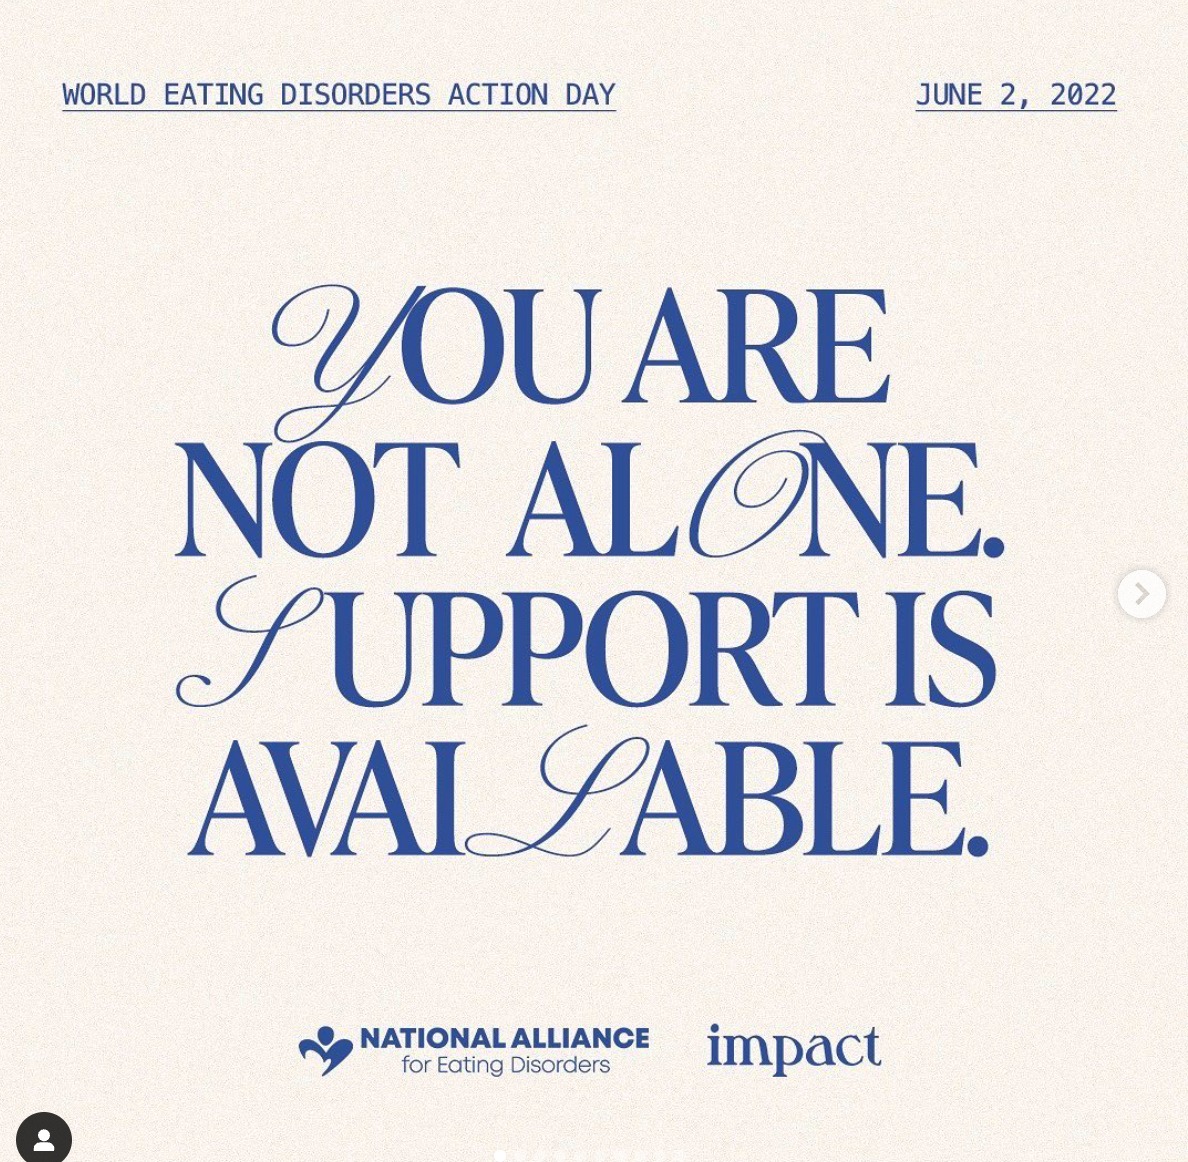 WORLD EATING DISORDERS ACTION DAY
JUNE 2, 2022
YOU ARE
NOT ALONE.
SUPPORT IS
AVAILABLE.
NATIONAL ALLIANCE
for Eating Disorders
impact